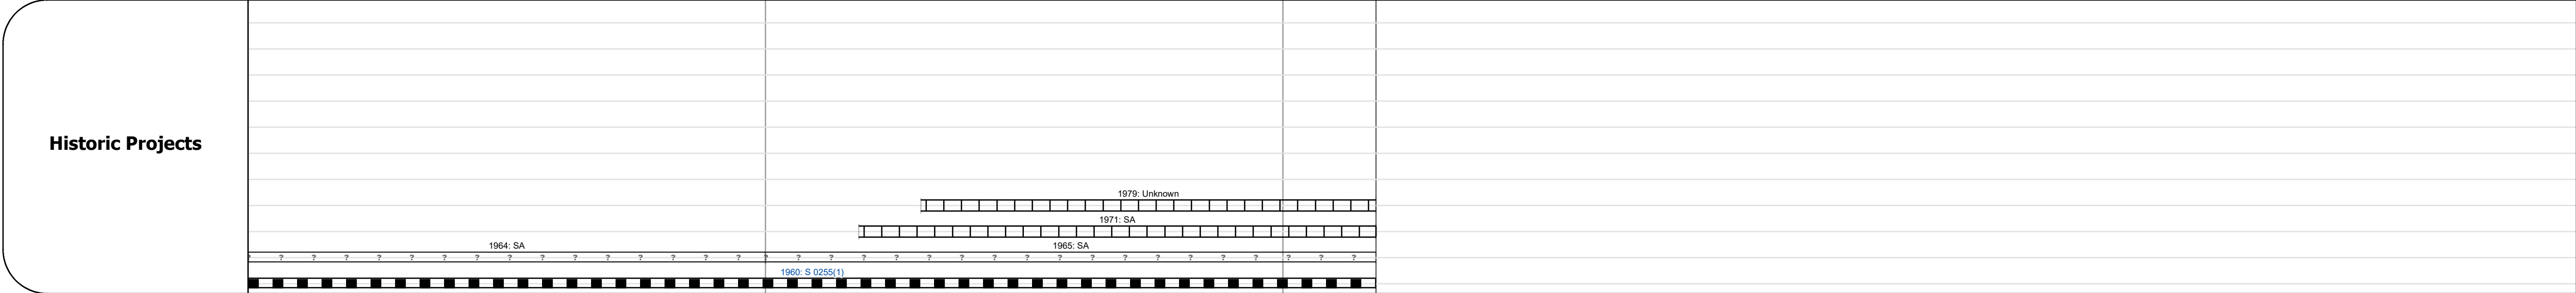 Historic Projects
1979: Unknown
1971: SA
1964: SA
1965: SA
? ? ? ? ? ? ? ? ? ? ? ? ? ? ? ? ? ? ? ? ? ? ? ? ? ? ? ? ? ? ? ? ? ? ?
1960: S 0255(1)